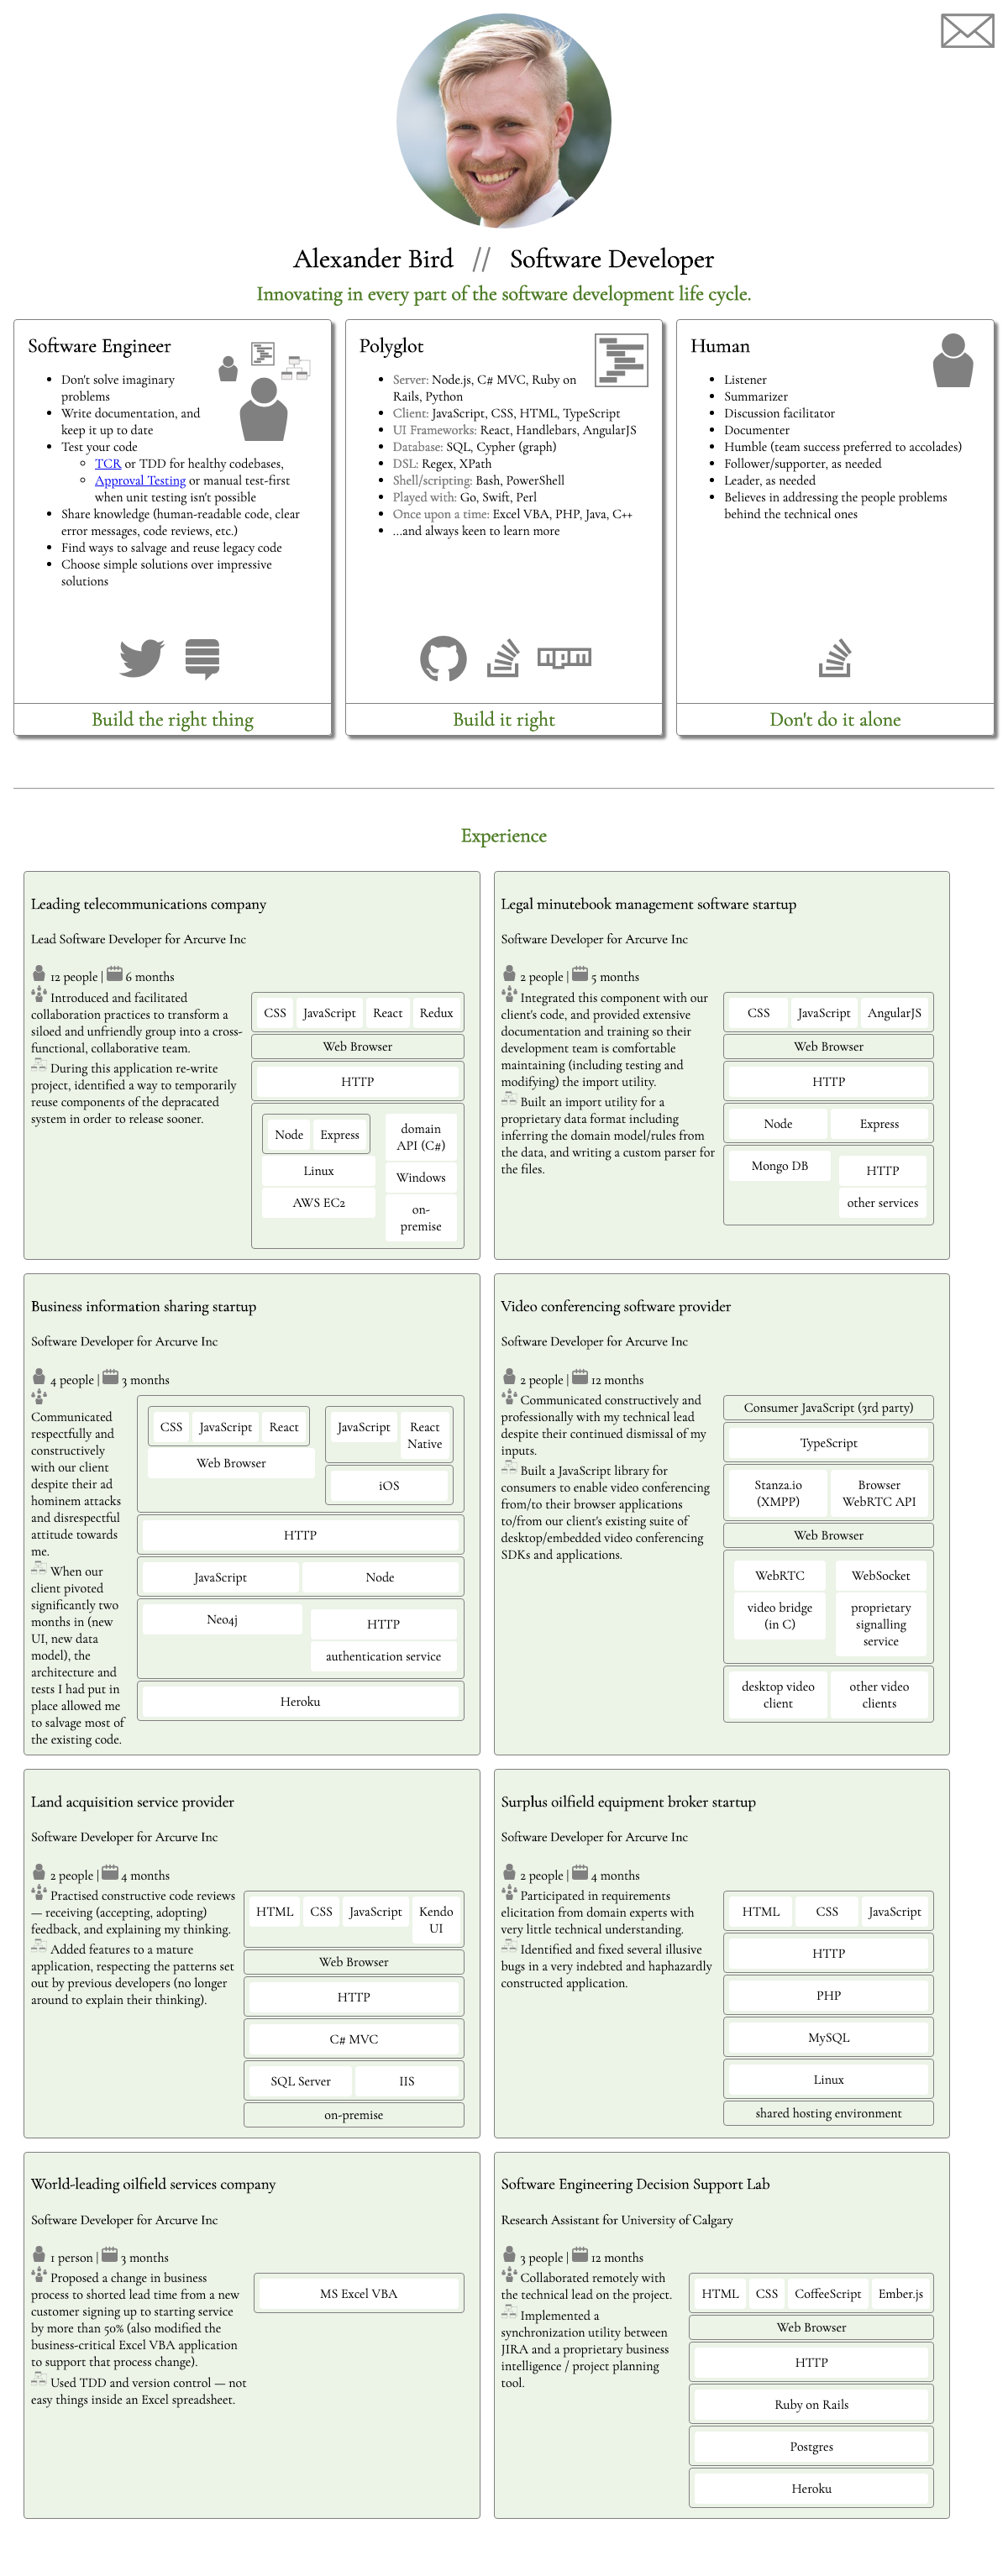 Alexander Bird // Software Developer
Innovating in every part of the software development life cycle.
Software Engineer
Don't solve imaginary
problems
Write documentation, and
keep it up to date
Test your code
TCR or TDD for healthy codebases,
Approval Testing or manual test-first
when unit testing isn't possible
Share knowledge (human-readable code, clear
error messages, code reviews, etc.)
Find ways to salvage and reuse legacy code
Choose simple solutions over impressive
solutions
Build the right thing
Polyglot
Server: Node.js, C# MVC, Ruby on
Rails, Python
Client: JavaScript, CSS, HTML, TypeScript
UI Frameworks: React, Handlebars, AngularJS
Database: SQL, Cypher (graph)
DSL: Regex, XPath
Shell/scripting: Bash, PowerShell
Played with: Go, Swift, Perl
Once upon a time: Excel VBA, PHP, Java, C++
...and always keen to learn more
npm
Build it right
Human
Listener
Summarizer
Discussion facilitator
Documenter
Humble (team success preferred to accolades)
Follower/supporter, as needed
Leader, as needed
Believes in addressing the people problems
behind the technical ones
Don't do it alone
Experience
Leading telecommunications company
Lead Software Developer for Arcurve Inc
12 people | 6 months
Introduced and facilitated
collaboration practices to transform a
siloed and unfriendly group into a cross-
functional, collaborative team.
During this application re-write
project, identified a way to temporarily
reuse components of the depracated
system in order to release sooner.
CSS JavaScript React Redux
Web Browser
HTTP
Node Express
Linux
AWS EC2
domain
API (C#)
Windows
on-
premise
Legal minutebook management software startup
Software Developer for Arcurve Inc
2 people | 5 months
Integrated this component with our
client's code, and provided extensive
documentation and training so their
development team is comfortable
maintaining (including testing and
modifying) the import utility.
Built an import utility for a
proprietary data format including
inferring the domain model/rules from
the data, and writing a custom parser for
the files.
CSS JavaScript AngularJS
Web Browser
HTTP
Node Express
Mongo DB
HTTP
other services
Business information sharing startup
Software Developer for Arcurve Inc
4 people | 3 months
Communicated
respectfully and
constructively
with our client
despite their ad
hominem attacks
and disrespectful
attitude towards
me.
When our
client pivoted
significantly two
months in (new
UI, new data
model), the
architecture and
tests I had put in
place allowed me
to salvage most of
the existing code.
CSS JavaScript React
Web Browser
JavaScript React
Native
iOS
HTTP
JavaScript Node
Neo4j
HTTP
authentication service
Heroku
Video conferencing software provider
Software Developer for Arcurve Inc
2 people | 12 months
Communicated constructively and
professionally with my technical lead
despite their continued dismissal of my
inputs.
Built a JavaScript library for
consumers to enable video conferencing
from/to their browser applications
to/from our client's existing suite of
desktop/embedded video conferencing
SDKs and applications.
Consumer JavaScript (3rd party)
TypeScript
Stanza.io
(XMPP)
Browser
WebRTC API
Web Browser
WebRTC
video bridge
(in C)
WebSocket
proprietary
signalling
service
desktop video
client
other video
clients
Land acquisition service provider
Software Developer for Arcurve Inc
2 people | 4 months
Practised constructive code reviews
— receiving (accepting, adopting)
feedback, and explaining my thinking.
Added features to a mature
application, respecting the patterns set
out by previous developers (no longer
around to explain their thinking).
HTML CSS JavaScript Kendo
UI
Web Browser
HTTP
C# MVC
SQL Server IIS
on-premise
Surplus oilfield equipment broker startup
Software Developer for Arcurve Inc
2 people | 4 months
Participated in requirements
elicitation from domain experts with
very little technical understanding.
Identified and fixed several illusive
bugs in a very indebted and haphazardly
constructed application.
HTML CSS JavaScript
HTTP
PHP
MySQL
Linux
shared hosting environment
World-leading oilfield services company
Software Developer for Arcurve Inc
1 person | 3 months
Proposed a change in business
process to shorted lead time from a new
customer signing up to starting service
by more than 50% (also modified the
business-critical Excel VBA application
to support that process change).
Used TDD and version control — not
easy things inside an Excel spreadsheet.
MS Excel VBA
Software Engineering Decision Support Lab
Research Assistant for University of Calgary
3 people | 12 months
Collaborated remotely with
the technical lead on the project.
Implemented a
synchronization utility between
JIRA and a proprietary business
intelligence / project planning
tool.
HTML CSS CoffeeScript Ember.js
Web Browser
HTTP
Ruby on Rails
Postgres
Heroku